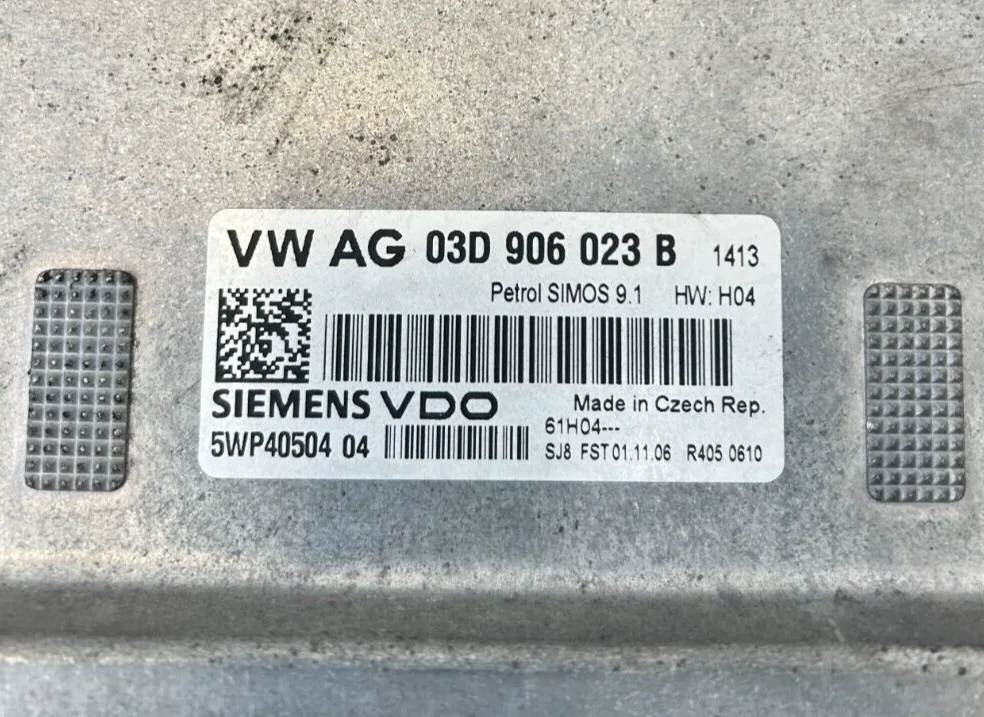 VW AG 03D 906 023 B 1413
Petrol SIMOS 9.1 HW: H04
SIEMENS VDO Made in Czech Rep.
61H04---
5WP40504 04 SJ8 FST 01.11.06 R405 0610